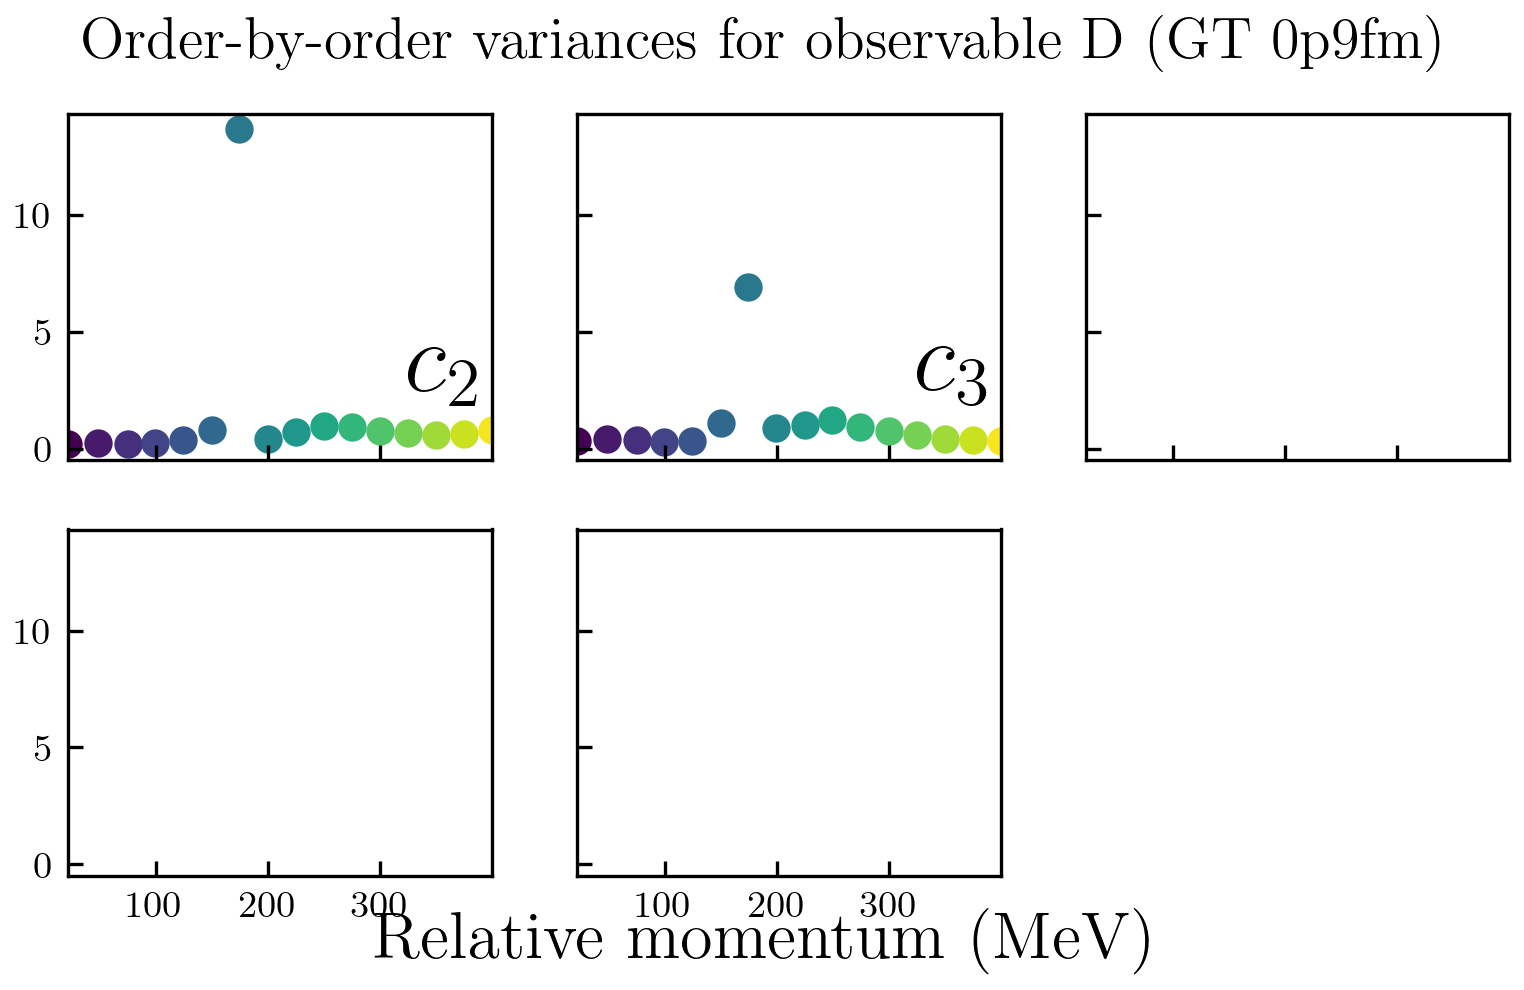 Order-by-order variances for observable D (GT 0p9fm)
10
5
0
c₂
c₃
10
5
0
100 200 300
100 200 300
Relative momentum (MeV)